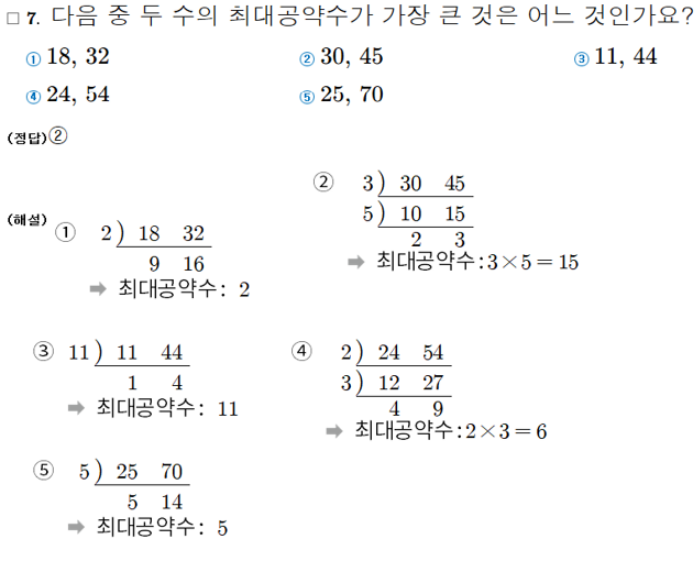 □ 7. 다음 중 두 수의 최대공약수가 가장 큰 것은 어느 것인가요?
① 18, 32 ② 30, 45 ③ 11, 44
④ 24, 54 ⑤ 25, 70
(정답)②
(해설)
① 2 ) 18 32
9 16
➡ 최대공약수: 2
② 3 ) 30 45
5 ) 10 15
2 3
➡ 최대공약수:3×5=15
③ 11 ) 11 44
1 4
➡ 최대공약수: 11
④ 2 ) 24 54
3 ) 12 27
4 9
➡ 최대공약수:2×3=6
⑤ 5 ) 25 70
5 14
➡ 최대공약수: 5